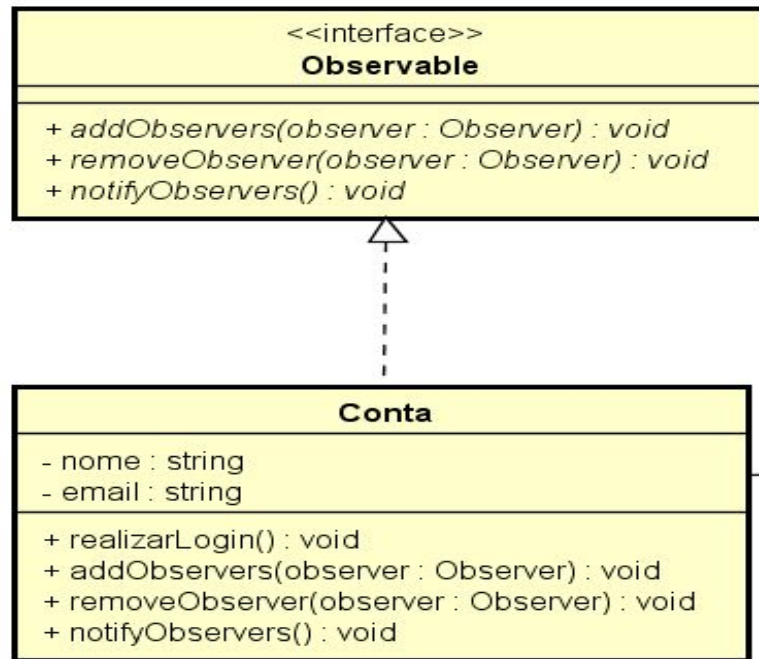 <<interface>>
Observable
+ addObservers(observer : Observer) : void
+ removeObserver(observer : Observer) : void
+ notifyObservers() : void
Conta
- nome : string
- email : string
+ realizarLogin() : void
+ addObservers(observer : Observer) : void
+ removeObserver(observer : Observer) : void
+ notifyObservers() : void